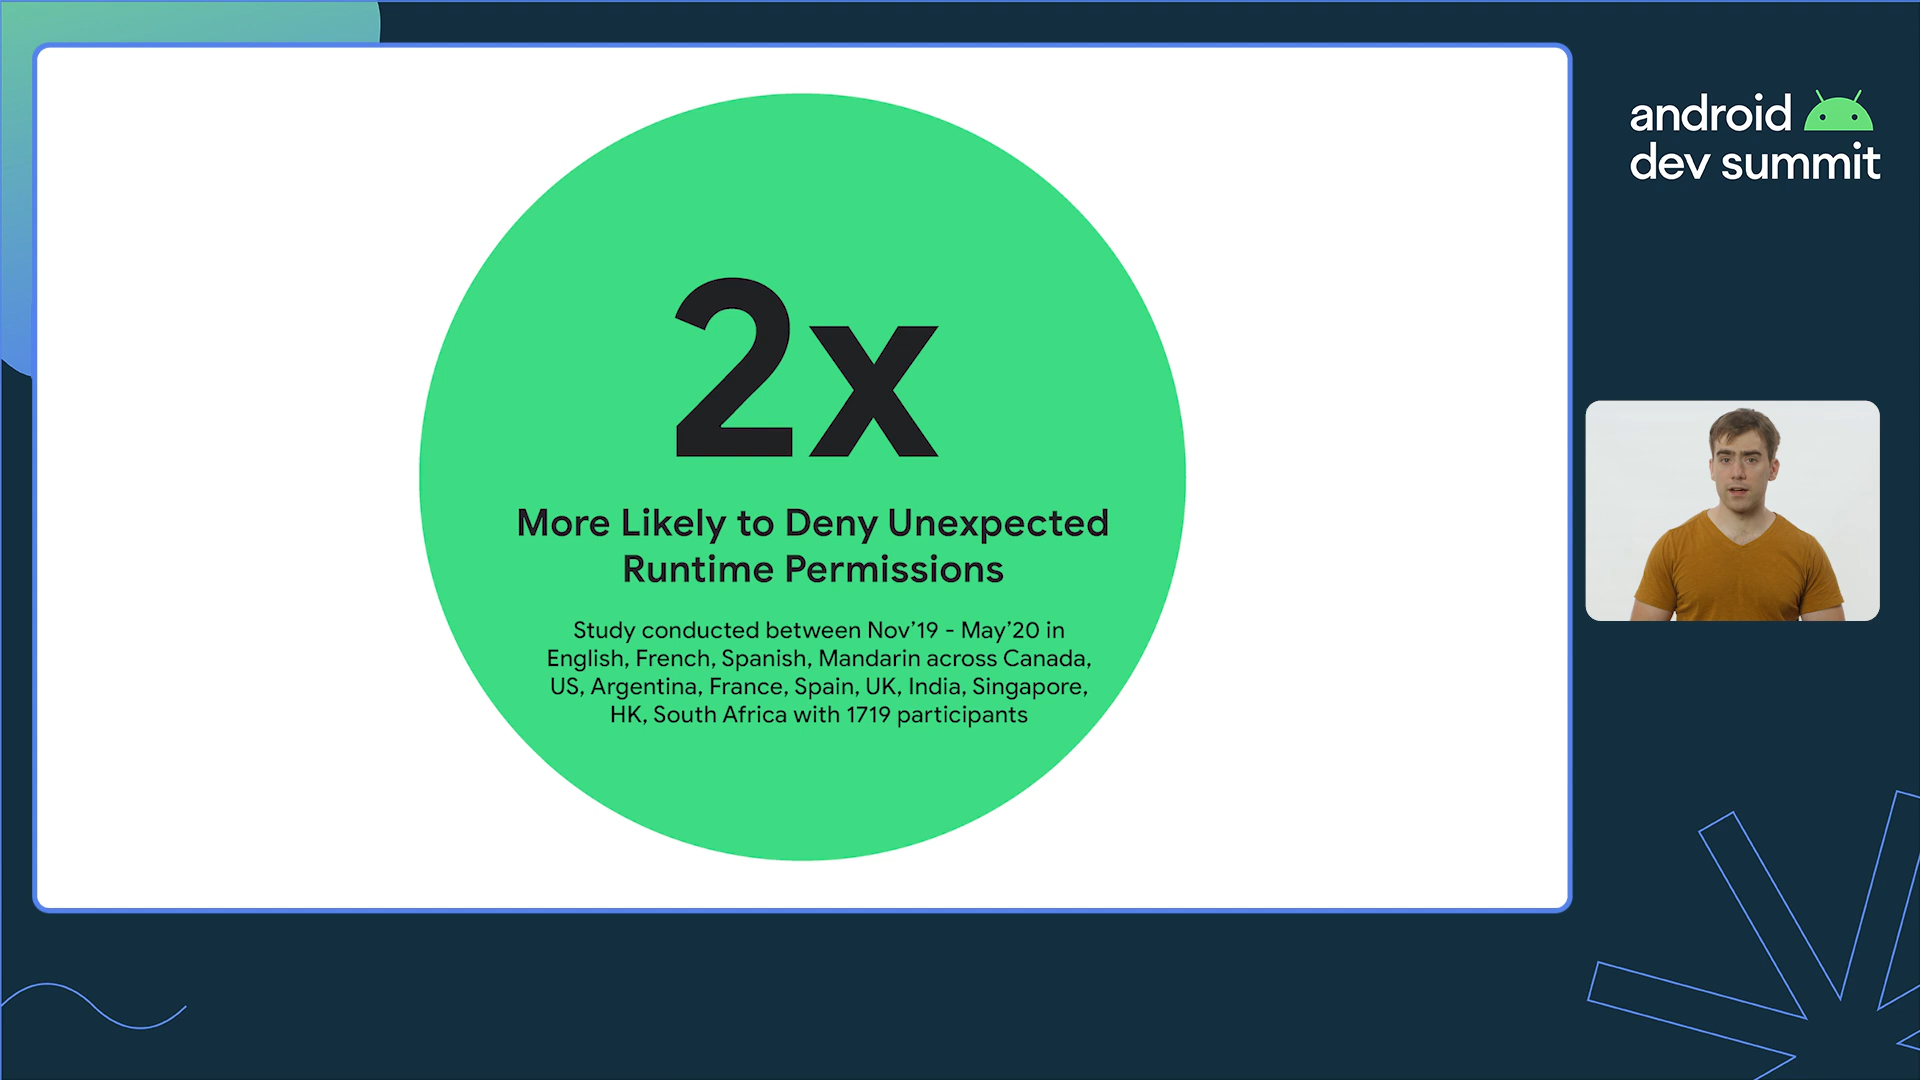 2x
More Likely to Deny Unexpected
Runtime Permissions
Study conducted between Nov’19 - May’20 in
English, French, Spanish, Mandarin across Canada,
US, Argentina, France, Spain, UK, India, Singapore,
HK, South Africa with 1719 participants
android
dev summit